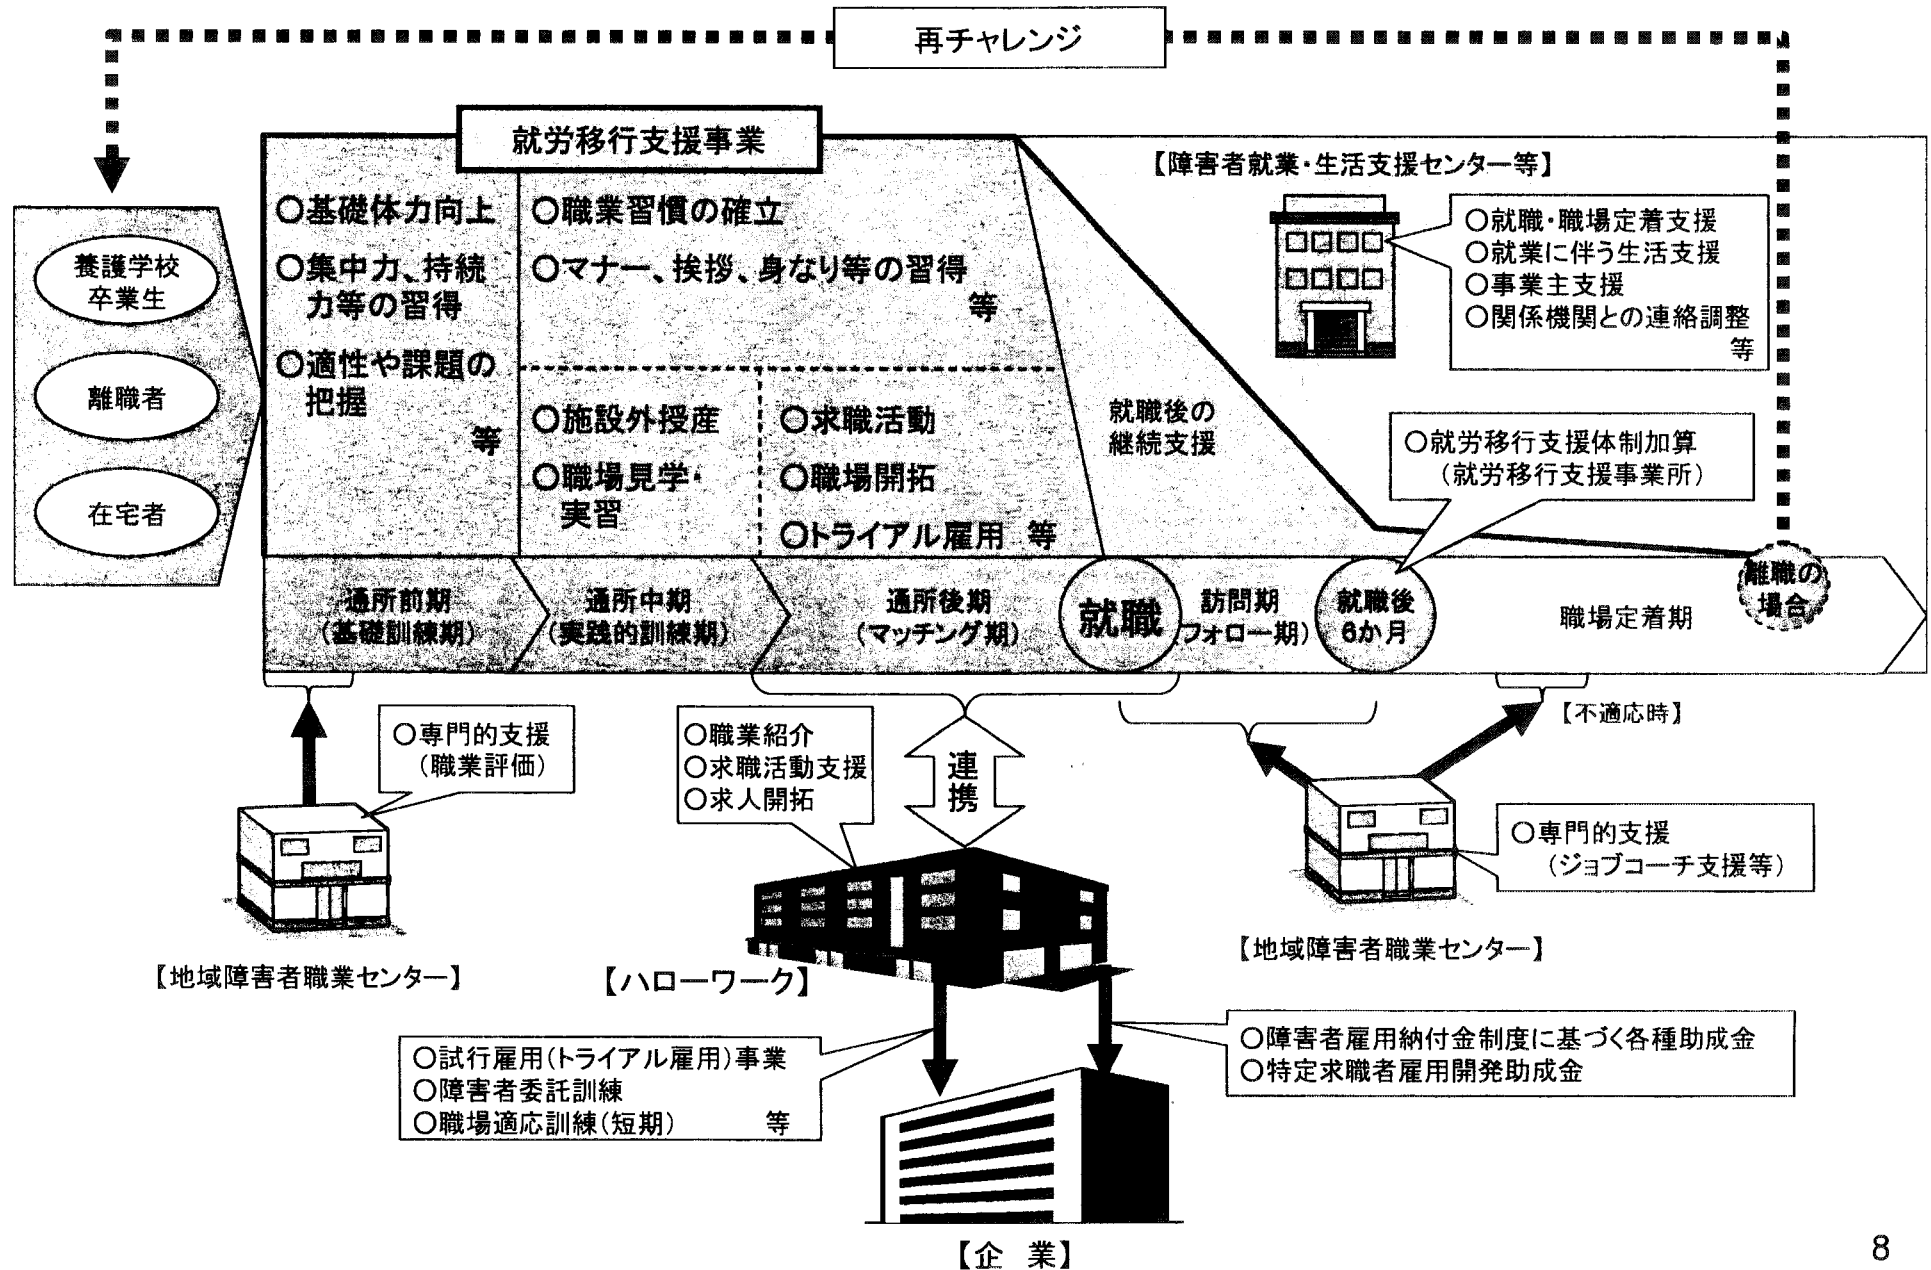 再チャレンジ
就労移行支援事業
養護学校
卒業生
離職者
在宅者
○基礎体力向上
○集中力、持続
力等の習得
○適性や課題の
把握
等
○職業習慣の確立
○マナー、挨拶、身なり等の習得
等
○施設外授産
○職場見学・
実習
○求職活動
○職場開拓
○トライアル雇用 等
就職後の
継続支援
【障害者就業・生活支援センター等】
○就職・職場定着支援
○就業に伴う生活支援
○事業主支援
○関係機関との連絡調整
等
○就労移行支援体制加算
(就労移行支援事業所)
通所前期
(基礎訓練期)
通所中期
(実践的訓練期)
通所後期
(マッチング期)
就職
訪問期
(フォロー期)
就職後
6か月
職場定着期
離職の
場合
○専門的支援
(職業評価)
【地域障害者職業センター】
○職業紹介
○求職活動支援
○求人開拓
連
携
【ハローワーク】
【不適応時】
○専門的支援
(ジョブコーチ支援等)
【地域障害者職業センター】
○試行雇用(トライアル雇用)事業
○障害者委託訓練
○職場適応訓練(短期) 等
○障害者雇用納付金制度に基づく各種助成金
○特定求職者雇用開発助成金
【企 業】
8